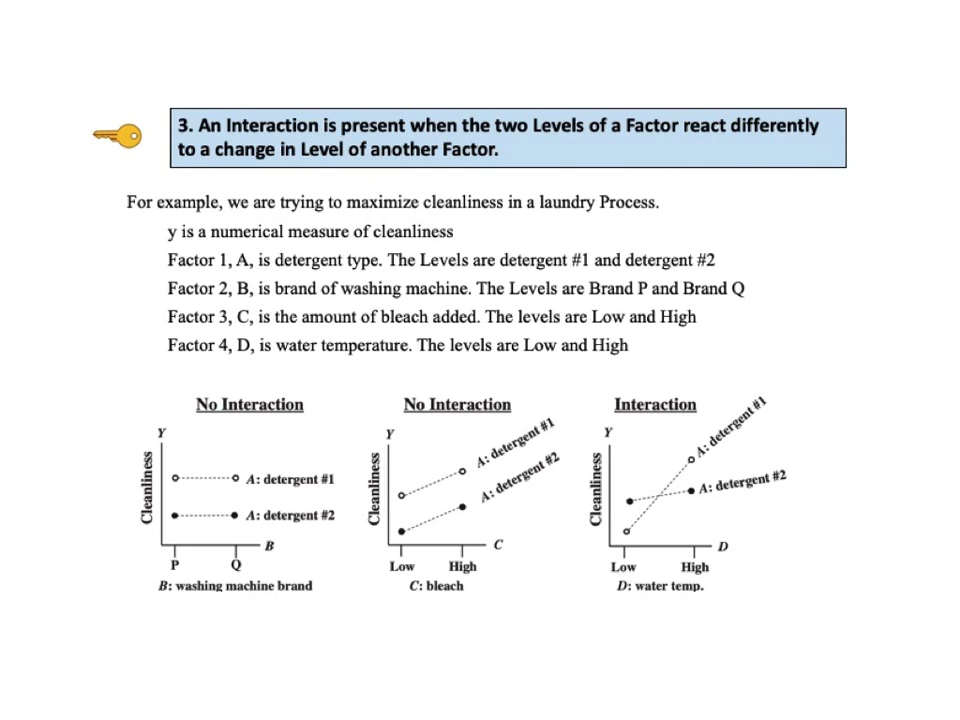 3. An Interaction is present when the two Levels of a Factor react differently
to a change in Level of another Factor.
For example, we are trying to maximize cleanliness in a laundry Process.
y is a numerical measure of cleanliness
Factor 1, A, is detergent type. The Levels are detergent #1 and detergent #2
Factor 2, B, is brand of washing machine. The Levels are Brand P and Brand Q
Factor 3, C, is the amount of bleach added. The levels are Low and High
Factor 4, D, is water temperature. The levels are Low and High
No Interaction
Y
Cleanliness
A: detergent #1
A: detergent #2
B
P Q
B: washing machine brand
No Interaction
Y
Cleanliness
A: detergent #1
A: detergent #2
C
Low High
C: bleach
Interaction
Y
Cleanliness
A: detergent #1
A: detergent #2
D
Low High
D: water temp.